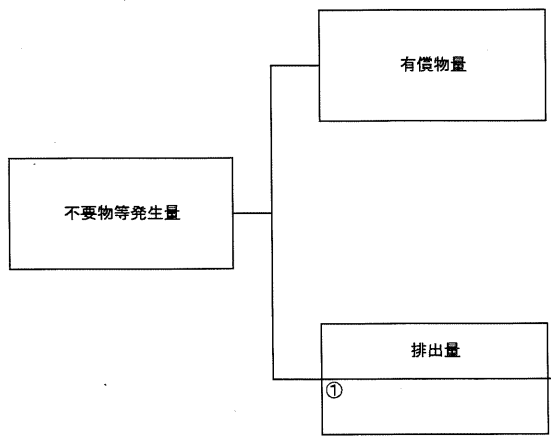 有償物量
不要物等発生量
排出量
①